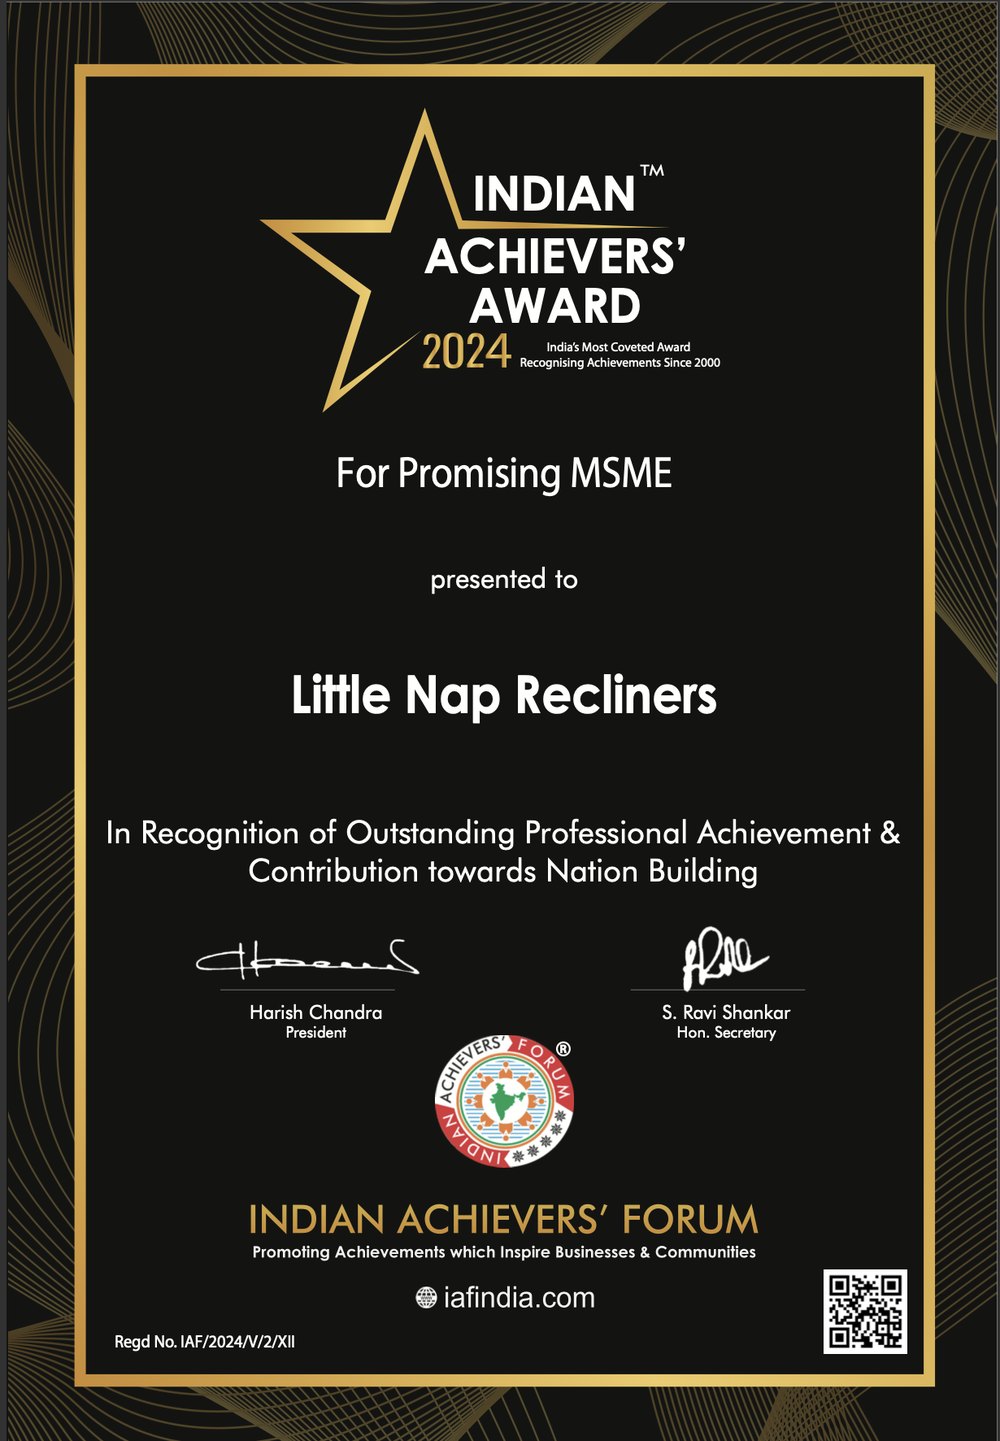 INDIAN™
ACHIEVERS’
AWARD
2024
India’s Most Coveted Award
Recognising Achievements Since 2000
For Promising MSME
presented to
Little Nap Recliners
In Recognition of Outstanding Professional Achievement &
Contribution towards Nation Building
Harish Chandra
President
S. Ravi Shankar
Hon. Secretary
INDIAN ACHIEVERS’ FORUM ®
INDIAN ACHIEVERS’ FORUM
Promoting Achievements which Inspire Businesses & Communities
iafindia.com
Regd No. IAF/2024/V/2/XII